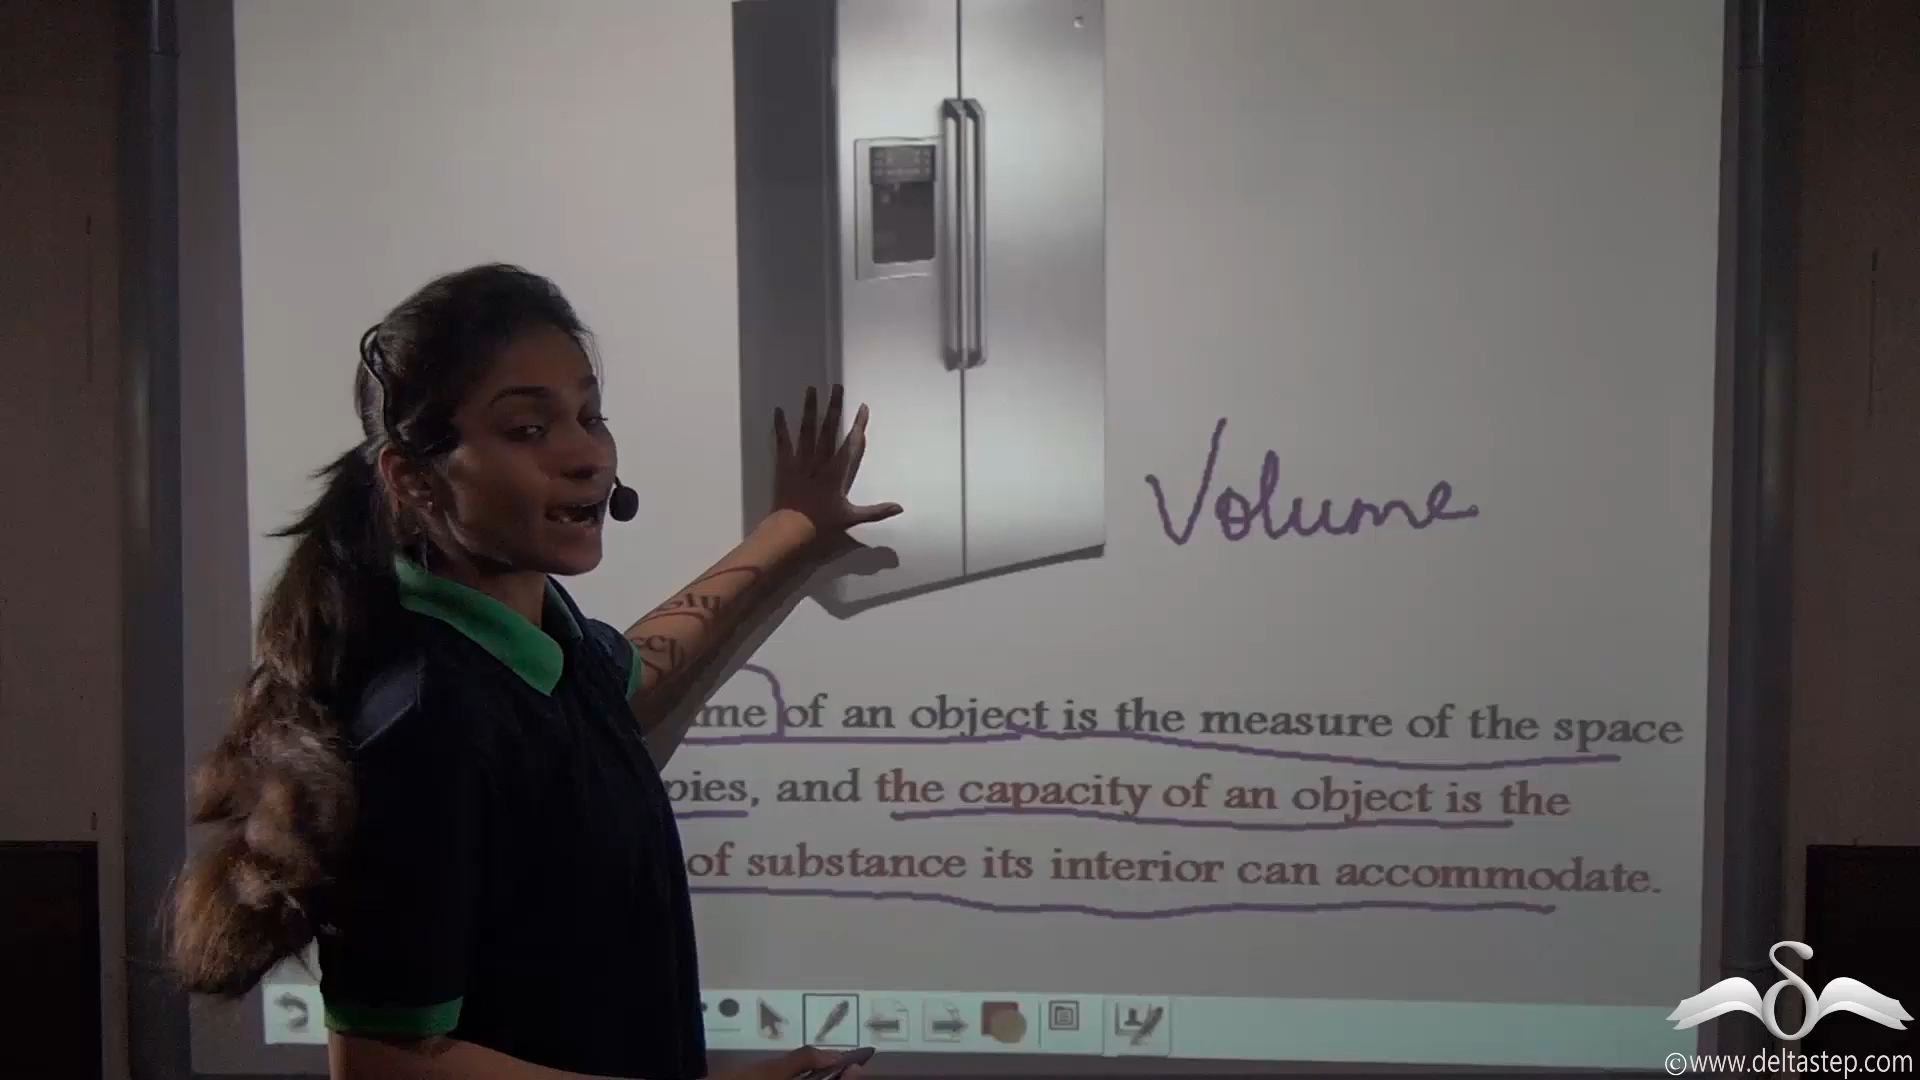 Volume
me of an object is the measure of the space
pies, and the capacity of an object is the
of substance its interior can accommodate.
©www.deltastep.com